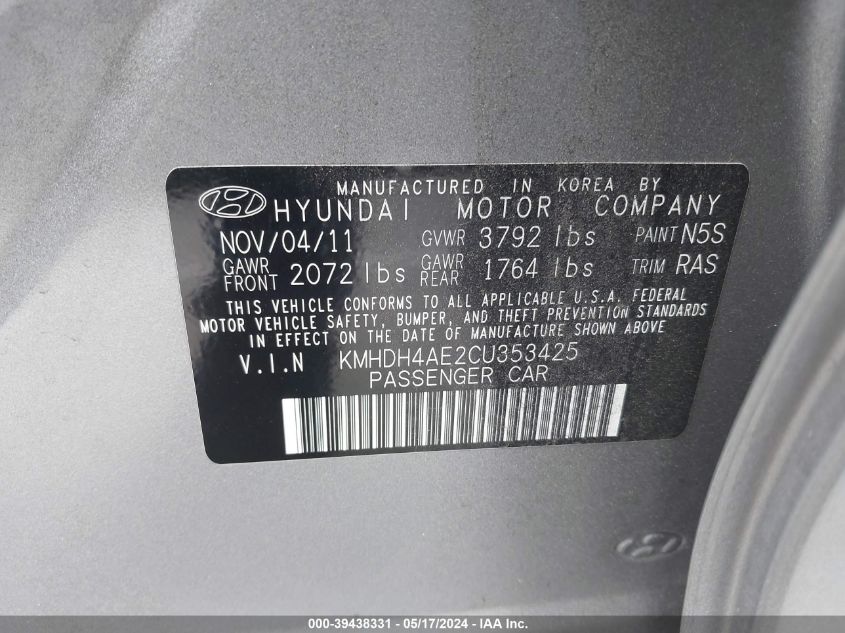 MANUFACTURED IN KOREA BY
HYUNDAI MOTOR COMPANY
NOV/04/11 GVWR 3792 lbs PAINT N5S
GAWR FRONT 2072 lbs GAWR REAR 1764 lbs TRIM RAS
THIS VEHICLE CONFORMS TO ALL APPLICABLE U.S.A. FEDERAL
MOTOR VEHICLE SAFETY, BUMPER, AND THEFT PREVENTION STANDARDS
IN EFFECT ON THE DATE OF MANUFACTURE SHOWN ABOVE
V.I.N KMHDH4AE2CU353425
PASSENGER CAR
000-39438331 - 05/17/2024 - IAA, Inc.